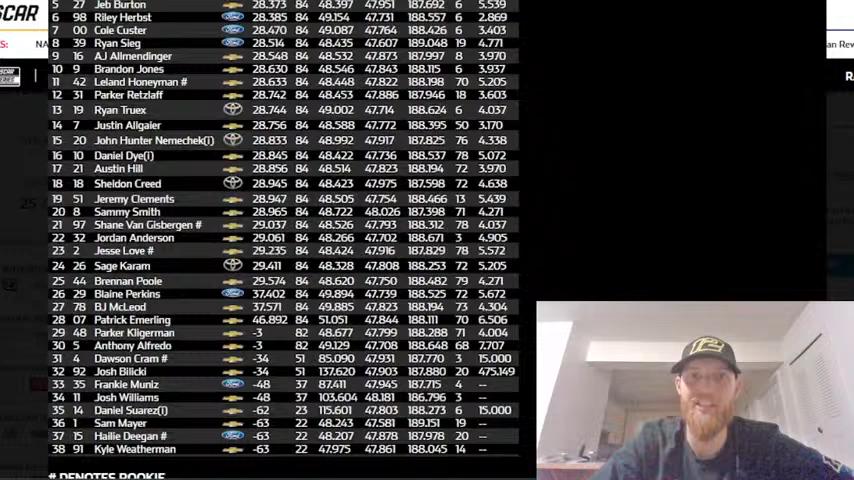 SCAR
5 27 Jeb Burton 28.373 84 48.397 47.951 187.692 6 5.539
6 98 Riley Herbst 28.385 84 49.154 47.731 188.557 6 2.869
7 00 Cole Custer 28.470 84 49.087 47.764 188.426 6 3.403
8 39 Ryan Sieg 28.514 84 48.435 47.607 189.048 19 4.771
9 16 AJ Allmendinger 28.548 84 48.532 47.873 187.997 8 3.970
10 9 Brandon Jones 28.630 84 48.546 47.843 188.115 6 3.937
11 42 Leland Honeyman # 28.633 84 48.448 47.822 188.198 70 5.205
12 31 Parker Retzlaff 28.742 84 48.453 47.886 187.946 18 3.603
13 19 Ryan Truex 28.744 84 49.002 47.714 188.624 6 4.037
14 7 Justin Allgaier 28.756 84 48.588 47.772 188.395 50 3.170
15 20 John Hunter Nemechek(i) 28.833 84 48.992 47.917 187.825 76 4.338
16 10 Daniel Dye(i) 28.845 84 48.422 47.736 188.537 78 5.072
17 21 Austin Hill 28.856 84 48.514 47.823 188.194 72 3.970
18 18 Sheldon Creed 28.945 84 48.423 47.975 187.598 72 4.638
19 51 Jeremy Clements 28.947 84 48.505 47.754 188.466 13 5.439
20 8 Sammy Smith 28.965 84 48.722 48.026 187.398 71 4.271
21 97 Shane Van Gisbergen # 29.037 84 48.526 47.793 188.312 78 4.037
22 32 Jordan Anderson 29.061 84 48.266 47.702 188.671 3 4.905
23 2 Jesse Love # 29.235 84 48.424 47.916 187.829 78 5.572
24 26 Sage Karam 29.411 84 48.328 47.808 188.253 72 5.205
25 44 Brennan Poole 29.574 84 48.620 47.750 188.482 79 4.271
26 29 Blaine Perkins 37.402 84 49.894 47.739 188.525 72 5.672
27 78 BJ McLeod 37.571 84 49.885 47.823 188.194 73 4.304
28 07 Patrick Emerling 46.892 84 51.051 47.844 188.111 70 6.506
29 48 Parker Kligerman -3 82 48.677 47.799 188.288 71 4.004
30 5 Anthony Alfredo -3 82 49.129 47.708 188.648 68 7.707
31 4 Dawson Cram # -34 51 85.090 47.931 187.770 3 15.000
32 92 Josh Bilicki -34 51 137.620 47.903 187.880 20 475.149
33 35 Frankie Muniz -48 37 87.411 47.945 187.715 4 --
34 11 Josh Williams -48 37 103.604 48.181 186.796 3 --
35 14 Daniel Suarez(i) -62 23 115.601 47.803 188.273 6 15.000
36 1 Sam Mayer -63 22 48.243 47.581 189.151 19 --
37 15 Hailie Deegan # -63 22 48.207 47.878 187.978 20 --
38 91 Kyle Weatherman -63 22 47.975 47.861 188.045 14 --
# DENOTES ROOKIE